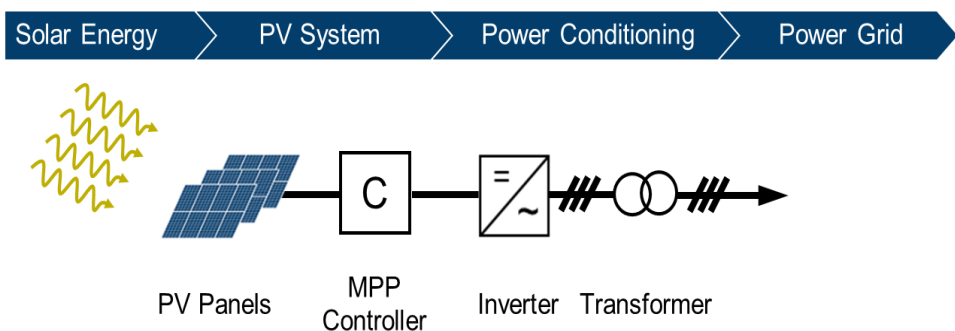 Solar Energy
PV System
Power Conditioning
Power Grid
C
=
~
PV Panels
MPP
Controller
Inverter
Transformer